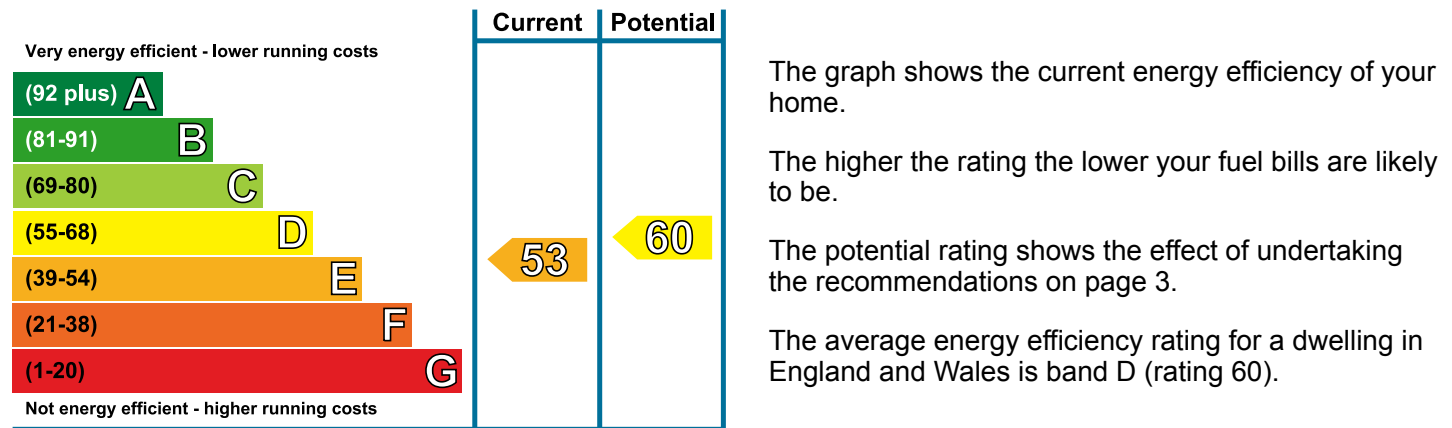 Current Potential
Very energy efficient - lower running costs
(92 plus) A
(81-91) B
(69-80) C
(55-68) D
(39-54) E
(21-38) F
(1-20) G
Not energy efficient - higher running costs
53
60
The graph shows the current energy efficiency of your
home.
The higher the rating the lower your fuel bills are likely
to be.
The potential rating shows the effect of undertaking
the recommendations on page 3.
The average energy efficiency rating for a dwelling in
England and Wales is band D (rating 60).